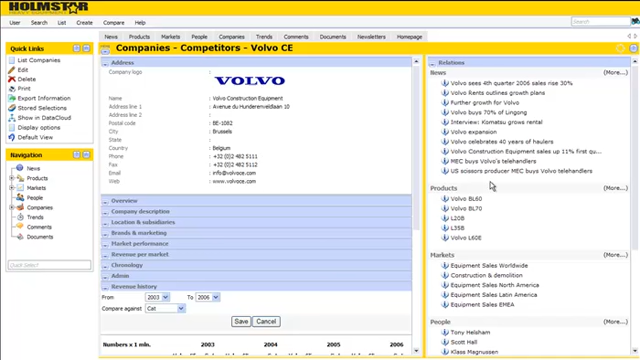 HOLMSTAR
User Search List Create Compare Help
Search
News Products Markets People Companies Trends Comments Documents Newsletters Homepage
Quick Links
List Companies
Edit
Delete
Print
Export Information
Stored Selections
Show in DataCloud
Display options
Default View
Navigation
News
Products
Markets
People
Companies
Trends
Comments
Documents
Quick Select
Companies - Competitors - Volvo CE
Address
Company logo :
VOLVO
Name : Volvo Construction Equipment
Address line 1 : Avenue du Hunderenveldlaan 10
Address line 2 :
Postal code : BE-1082
City : Brussels
State :
Country : Belgium
Phone : +32 (0)2 482 5111
Fax : +32 (0)2 482 5112
Email : info@volvoce.com
Web : www.volvoce.com
Overview
Company description
Location & subsidiaries
Brands & marketing
Market performance
Revenue per market
Chronology
Admin
Revenue history
From 2003 To 2006
Compare against Cat
Save Cancel
Numbers x 1 mln. 2003 2004 2005 2006
Relations
News (More...)
Volvo sees 4th quarter 2006 sales rise 30%
Volvo Rents outlines growth plans
Further growth for Volvo
Volvo buys 70% of Lingong
Interview: Komatsu grows rental
Volvo expansion
Volvo celebrates 40 years of haulers
Volvo Construction Equipment sales up 11% first qu...
MEC buys Volvo's telehandlers
US scissors producer MEC buys Volvo telehandlers
Products (More...)
Volvo BL60
Volvo BL70
L20B
L35B
Volvo L60E
Markets (More...)
Equipment Sales Worldwide
Construction & demolition
Equipment Sales North America
Equipment Sales Latin America
Equipment Sales EMEA
People (More...)
Tony Helsham
Scott Hall
Klaas Magnussen